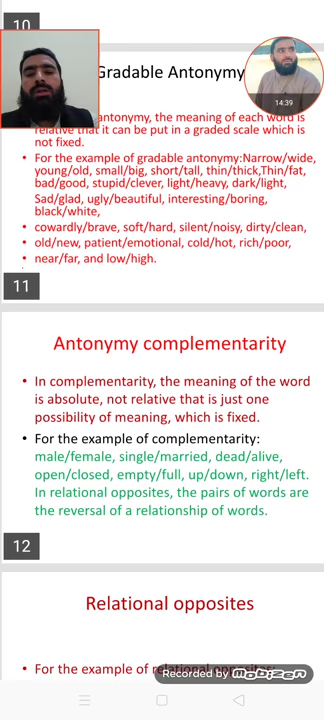 10
Gradable Antonymy
14:39
antonymy, the meaning of each word is
relative that it can be put in a graded scale which is
not fixed.
• For the example of gradable antonymy:Narrow/wide,
young/old, small/big, short/tall, thin/thick,Thin/fat,
bad/good, stupid/clever, light/heavy, dark/light,
Sad/glad, ugly/beautiful, interesting/boring,
black/white,
• cowardly/brave, soft/hard, silent/noisy, dirty/clean,
• old/new, patient/emotional, cold/hot, rich/poor,
• near/far, and low/high.
11
Antonymy complementarity
• In complementarity, the meaning of the word
is absolute, not relative that is just one
possibility of meaning, which is fixed.
• For the example of complementarity:
male/female, single/married, dead/alive,
open/closed, empty/full, up/down, right/left.
In relational opposites, the pairs of words are
the reversal of a relationship of words.
12
Relational opposites
• For the example of relational opposites:
Recorded by mobizen